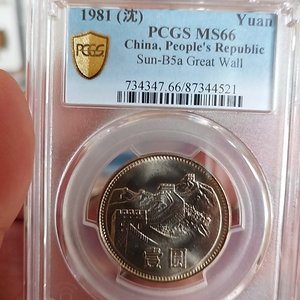 1981 (沈) Yuan
PCGS MS66
China, People's Republic
Sun-B5a Great Wall
734347.66/87344521
PCGS
壹圆